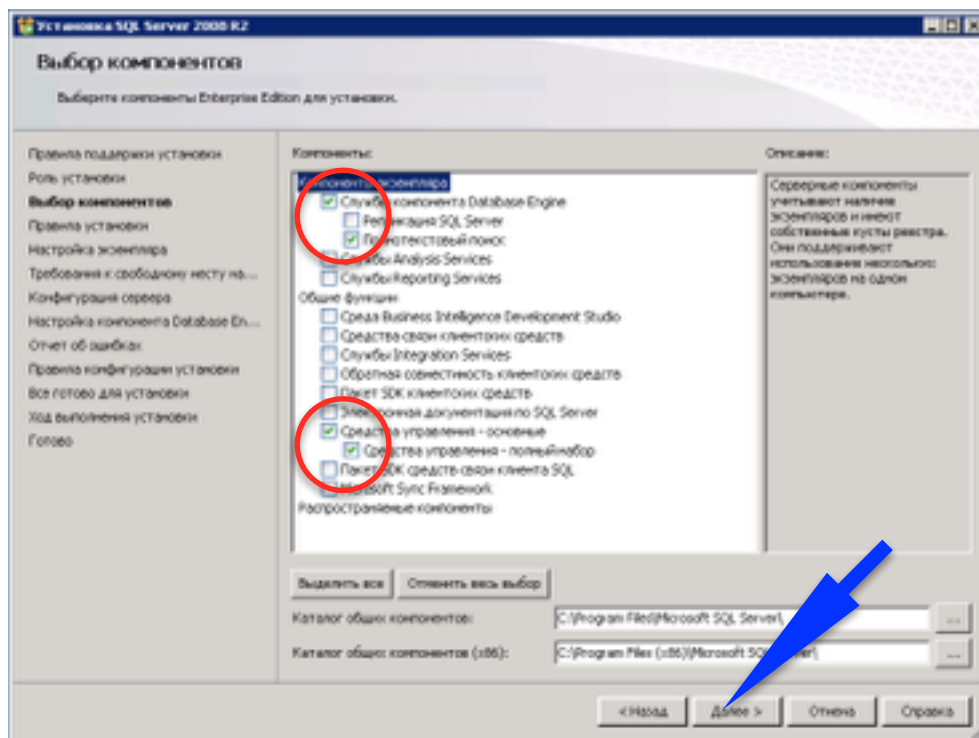 Установка SQL Server 2008 R2
Выбор компонентов
Выберите компоненты Enterprise Edition для установки.
Правила поддержки установки
Роль установки
Выбор компонентов
Правила установки
Настройка экземпляра
Требования к свободному месту на...
Конфигурация сервера
Настройка компонента Database En...
Отчет об ошибках
Правила конфигурации установки
Все готово для установки
Ход выполнения установки
Готово
Компоненты:
Компоненты экземпляра
Службы компонента Database Engine
Репликация SQL Server
Полнотекстовый поиск
Службы Analysis Services
Службы Reporting Services
Общие функции
Среда Business Intelligence Development Studio
Средства связи клиентских средств
Службы Integration Services
Обратная совместимость клиентских средств
Пакет SDK клиентских средств
Электронная документация по SQL Server
Средства управления - основные
Средства управления - полный набор
Пакет SDK средств связи клиента SQL
Microsoft Sync Framework
Распространяемые компоненты
Описание:
Серверные компоненты
учитывают наличие
экземпляров и имеют
собственные кусты реестра.
Они поддерживают
использование нескольких
экземпляров на одном
компьютере.
Выделить все
Отменить весь выбор
Каталог общих компонентов:
C:\Program Files\Microsoft SQL Server\
...
Каталог общих компонентов (x86):
C:\Program Files (x86)\Microsoft
...
< Назад
Далее >
Отмена
Справка